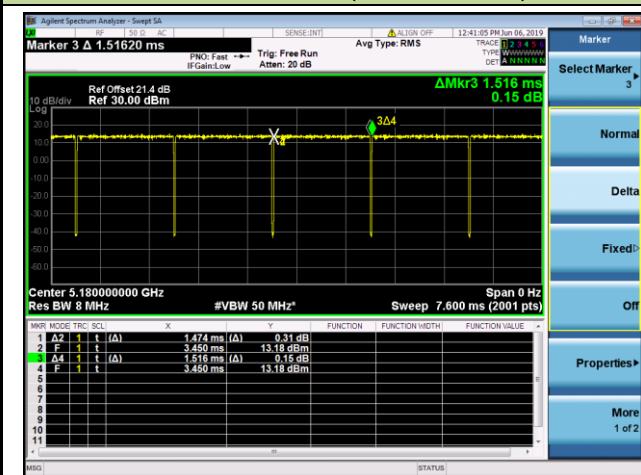 Agilent Spectrum Analyzer - Swept SA
RF 50 Ω AC SENSE:INT ALIGN OFF 12:41:05 PM Jun 06, 2019
Marker 3 Δ 1.51620 ms
PNO: Fast
IFGain:Low
Trig: Free Run
Atten: 20 dB
Avg Type: RMS
TRACE 1 2 3 4 5 6
TYPE
DET A N N N N N
Ref Offset 21.4 dB
10 dB/div Ref 30.00 dBm
Log
ΔMkr3 1.516 ms
0.15 dB
20.0
10.0
0.00
-10.0
-20.0
-30.0
-40.0
-50.0
-60.0
3Δ4
Center 5.180000000 GHz Span 0 Hz
Res BW 8 MHz #VBW 50 MHz* Sweep 7.600 ms (2001 pts)
MKR MODE TRC SCL X Y FUNCTION FUNCTION WIDTH FUNCTION VALUE
1 Δ2 1 t (Δ) 1.474 ms (Δ) 0.31 dB
2 F 1 t 3.450 ms 13.18 dBm
3 Δ4 1 t (Δ) 1.516 ms (Δ) 0.15 dB
4 F 1 t 3.450 ms 13.18 dBm
5
6
7
8
9
10
11
MSG STATUS
Marker
Select Marker
3
Normal
Delta
Fixed
Off
Properties
More
1 of 2